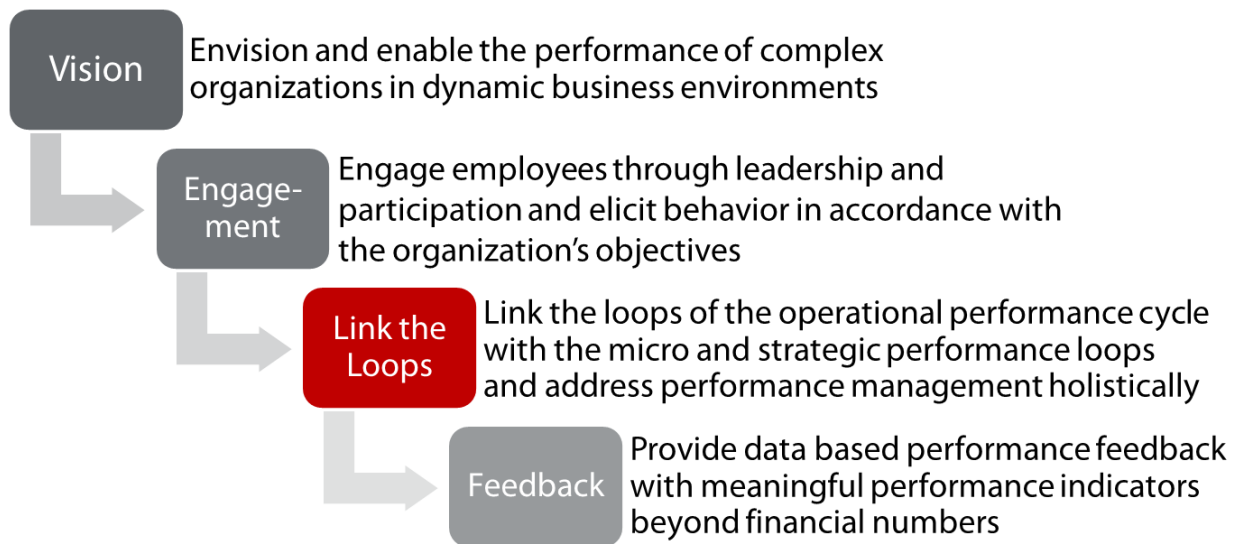 Vision
Envision and enable the performance of complex
organizations in dynamic business environments
Engage-
ment
Engage employees through leadership and
participation and elicit behavior in accordance with
the organization’s objectives
Link the
Loops
Link the loops of the operational performance cycle
with the micro and strategic performance loops
and address performance management holistically
Feedback
Provide data based performance feedback
with meaningful performance indicators
beyond financial numbers